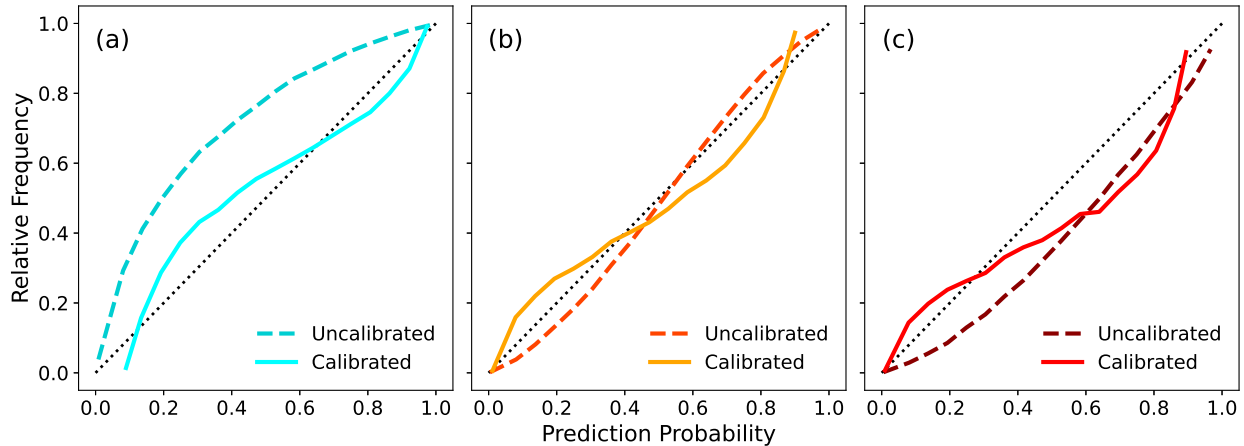 (a)
(b)
(c)
Relative Frequency
1.0
0.8
0.6
0.4
0.2
0.0
Uncalibrated
Calibrated
Uncalibrated
Calibrated
Uncalibrated
Calibrated
0.0 0.2 0.4 0.6 0.8 1.0
0.0 0.2 0.4 0.6 0.8 1.0
0.0 0.2 0.4 0.6 0.8 1.0
Prediction Probability